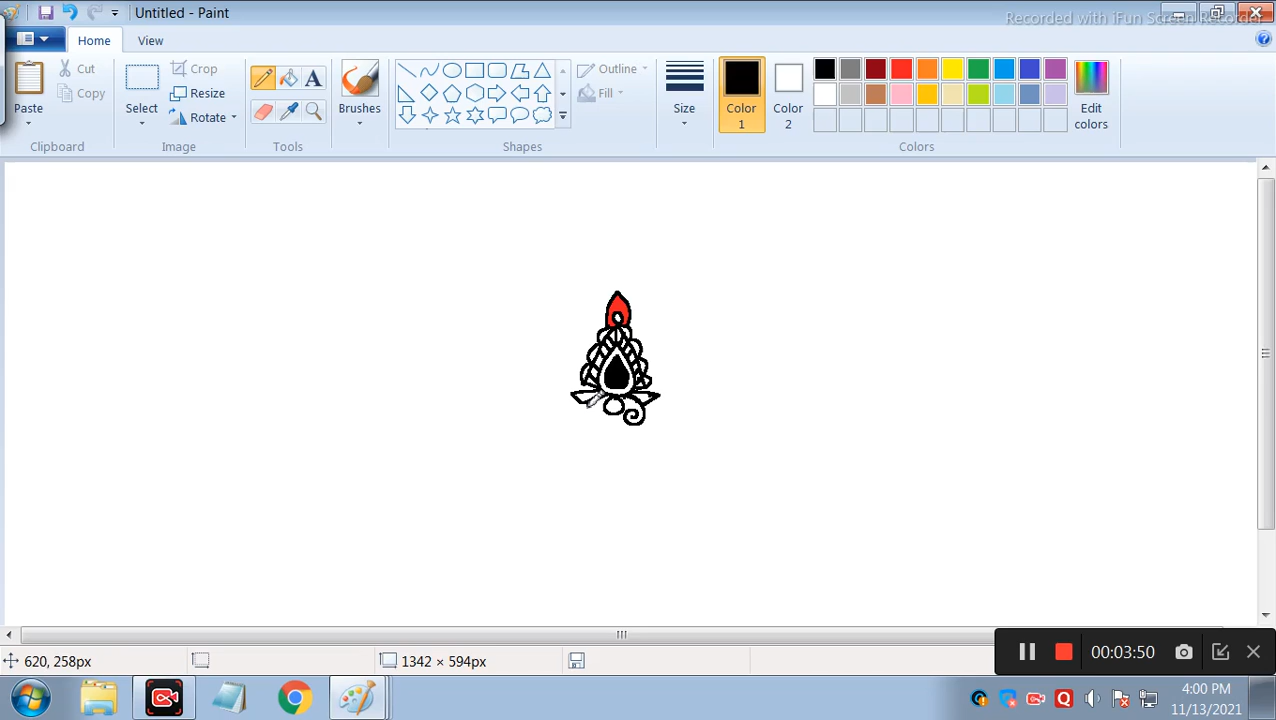 Untitled - Paint
Recorded with iFun Screen Recorder
Home View
Cut
Copy
Paste
Clipboard
Select
Crop
Resize
Rotate
Image
A
Tools
Brushes
Outline
Fill
Shapes
Size
Color 1
Color 2
Edit colors
Colors
620, 258px
1342 × 594px
00:03:50
4:00 PM
11/13/2021